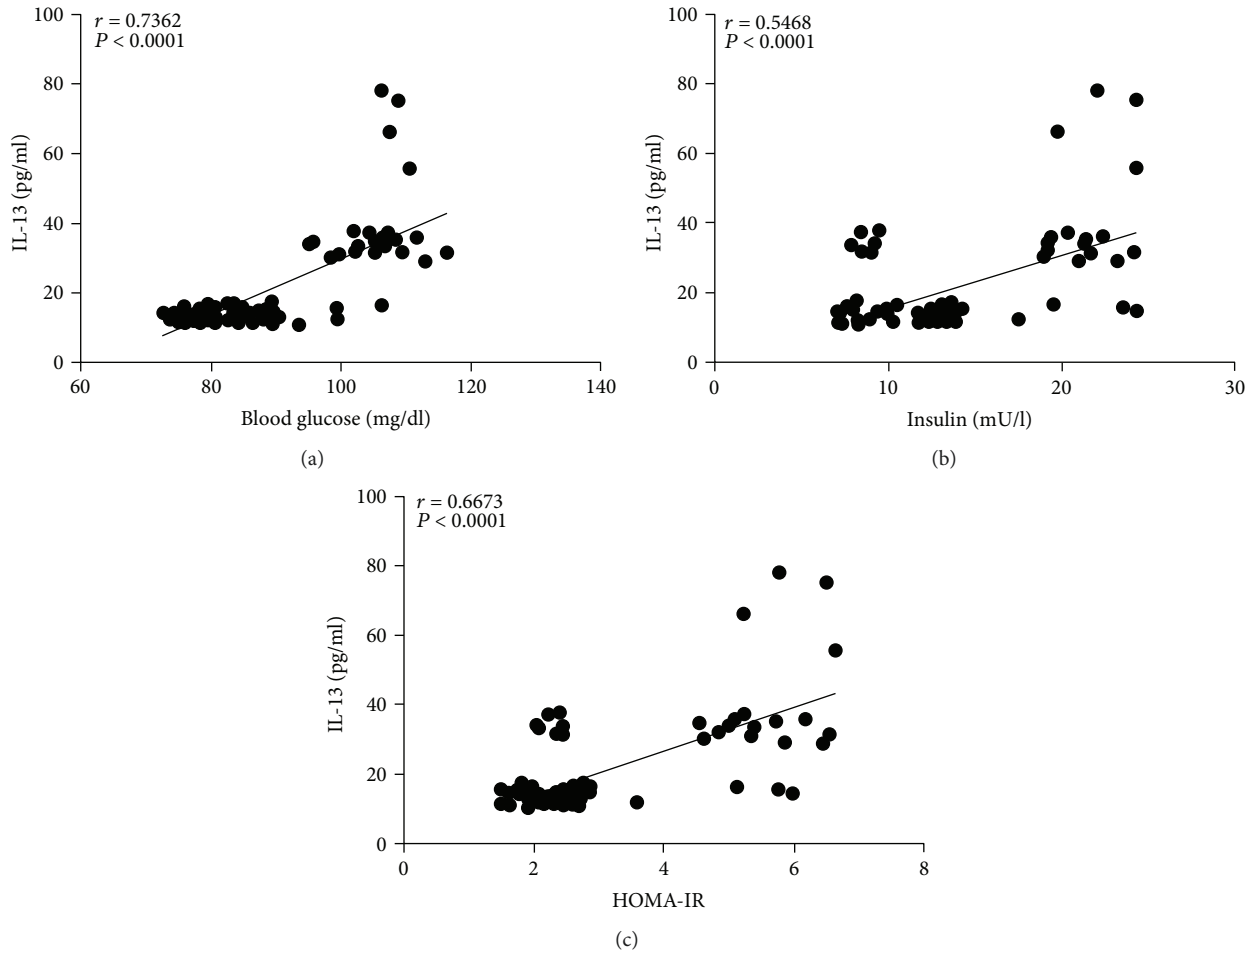 r = 0.7362
P < 0.0001
100
80
60
40
20
0
IL-13 (pg/ml)
60
80
100
120
140
Blood glucose (mg/dl)
(a)
r = 0.5468
P < 0.0001
100
80
60
40
20
0
IL-13 (pg/ml)
0
10
20
30
Insulin (mU/l)
(b)
r = 0.6673
P < 0.0001
100
80
60
40
20
0
IL-13 (pg/ml)
0
2
4
6
8
HOMA-IR
(c)